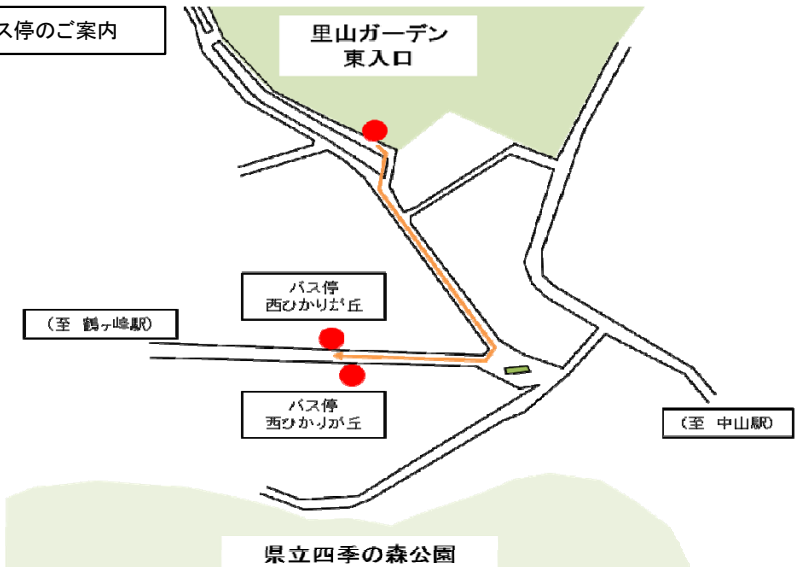 ス停のご案内
里山ガーデン
東入口
バス停
西ひかりが丘
(至 鶴ヶ峰駅)
バス停
西ひかりが丘
(至 中山駅)
県立四季の森公園